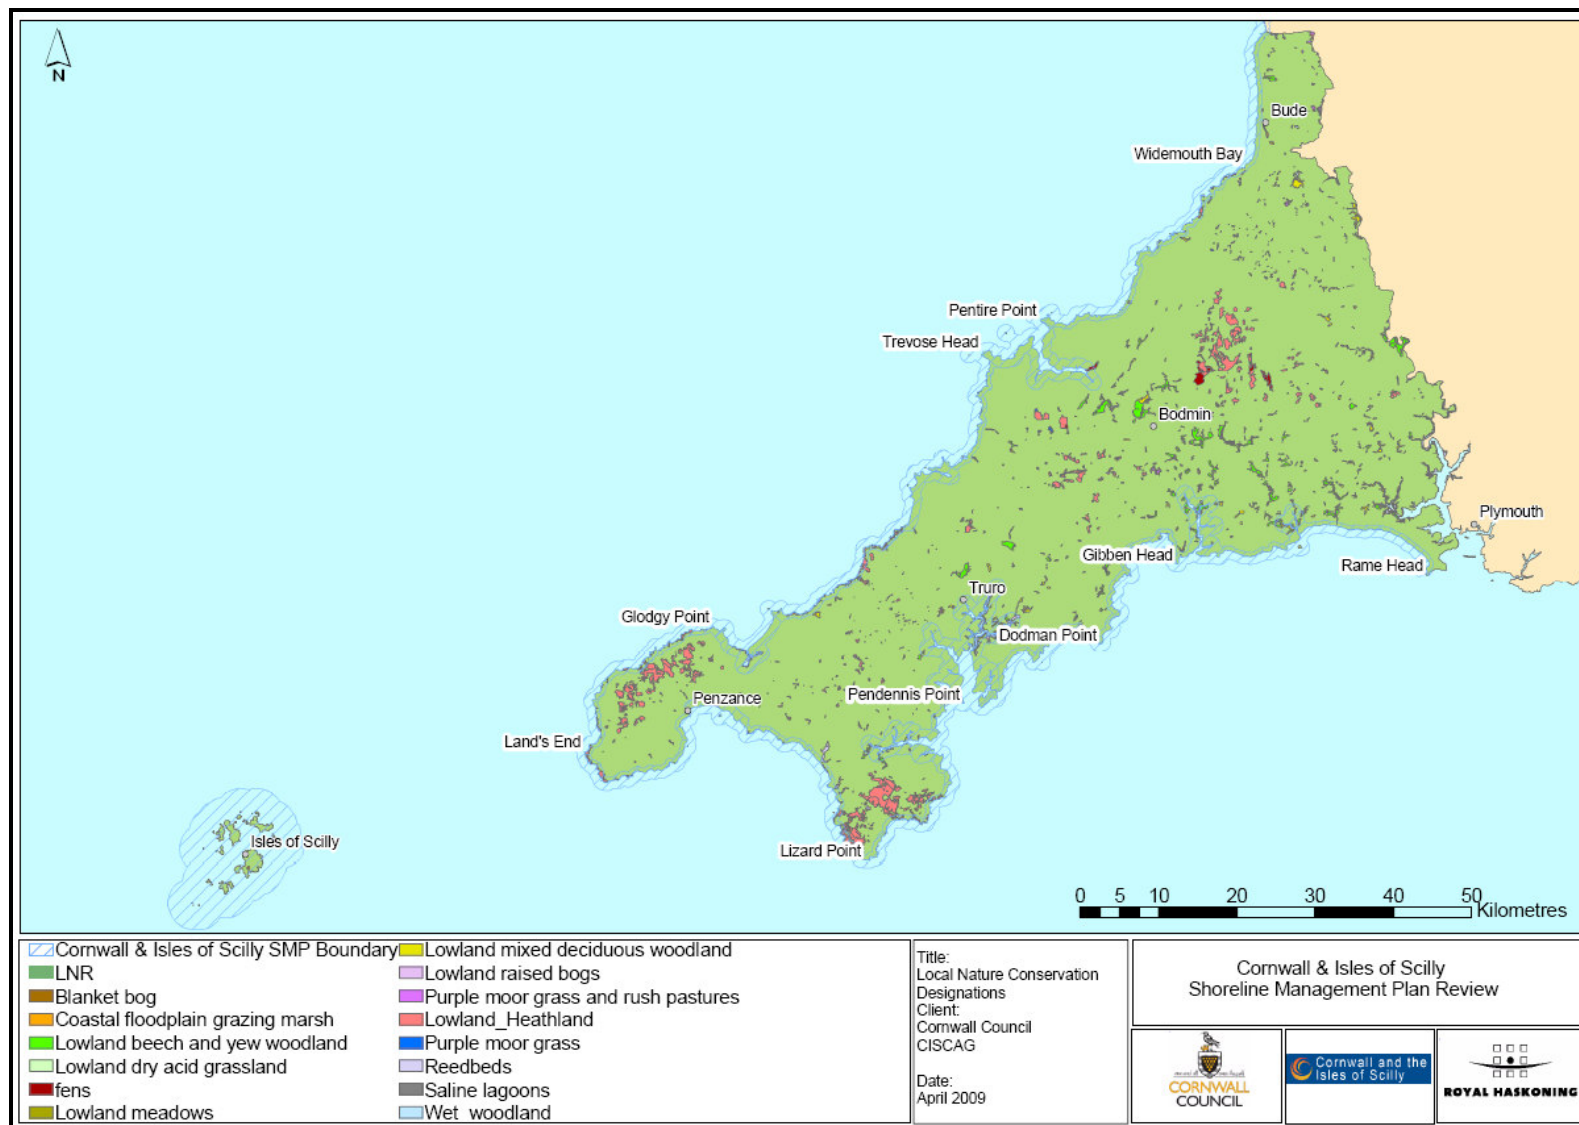 N
Bude
Widemouth Bay
Pentire Point
Trevose Head
Bodmin
Plymouth
Gibben Head
Rame Head
Truro
Glodgy Point
Dodman Point
Penzance
Pendennis Point
Land's End
Isles of Scilly
Lizard Point
0 5 10 20 30 40 50
Kilometres
Cornwall & Isles of Scilly SMP Boundary
LNR
Blanket bog
Coastal floodplain grazing marsh
Lowland beech and yew woodland
Lowland dry acid grassland
fens
Lowland meadows
Lowland mixed deciduous woodland
Lowland raised bogs
Purple moor grass and rush pastures
Lowland_Heathland
Purple moor grass
Reedbeds
Saline lagoons
Wet woodland
Title:
Local Nature Conservation
Designations
Client:
Cornwall Council
CISCAG
Date:
April 2009
Cornwall & Isles of Scilly
Shoreline Management Plan Review
CORNWALL
COUNCIL
Cornwall and the
Isles of Scilly
ROYAL HASKONING